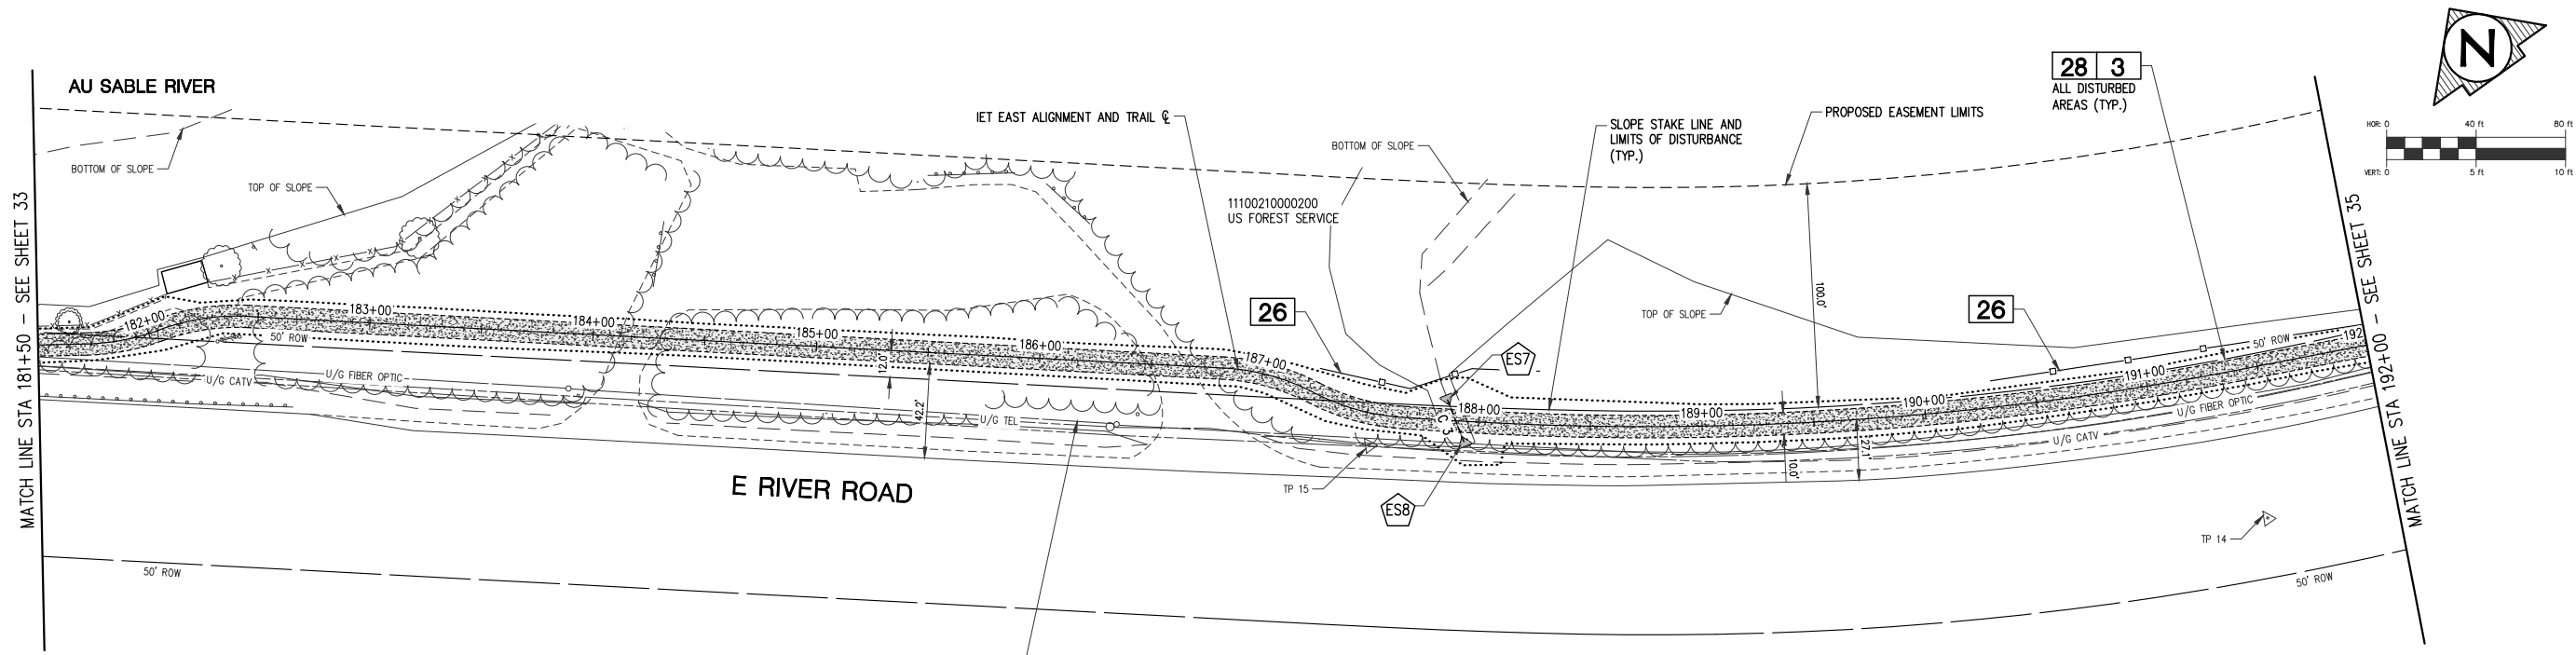 AU SABLE RIVER
BOTTOM OF SLOPE
TOP OF SLOPE
MATCH LINE STA 181+50 - SEE SHEET 33
182+00
183+00
184+00
185+00
186+00
187+00
188+00
189+00
190+00
191+00
192
50' ROW
U/G CATV
U/G FIBER OPTIC
12.0'
42.2'
U/G TEL
E RIVER ROAD
50' ROW
IET EAST ALIGNMENT AND TRAIL ℄
11100210000200
US FOREST SERVICE
BOTTOM OF SLOPE
26
ES7
ES8
TP 15
SLOPE STAKE LINE AND
LIMITS OF DISTURBANCE
(TYP.)
PROPOSED EASEMENT LIMITS
100.0'
TOP OF SLOPE
10.0'
27.1'
26
28 3
ALL DISTURBED
AREAS (TYP.)
50' ROW
U/G FIBER OPTIC
U/G CATV
TP 14
50' ROW
MATCH LINE STA 192+00 - SEE SHEET 35
N
HOR: 0 40 ft 80 ft
VERT: 0 5 ft 10 ft